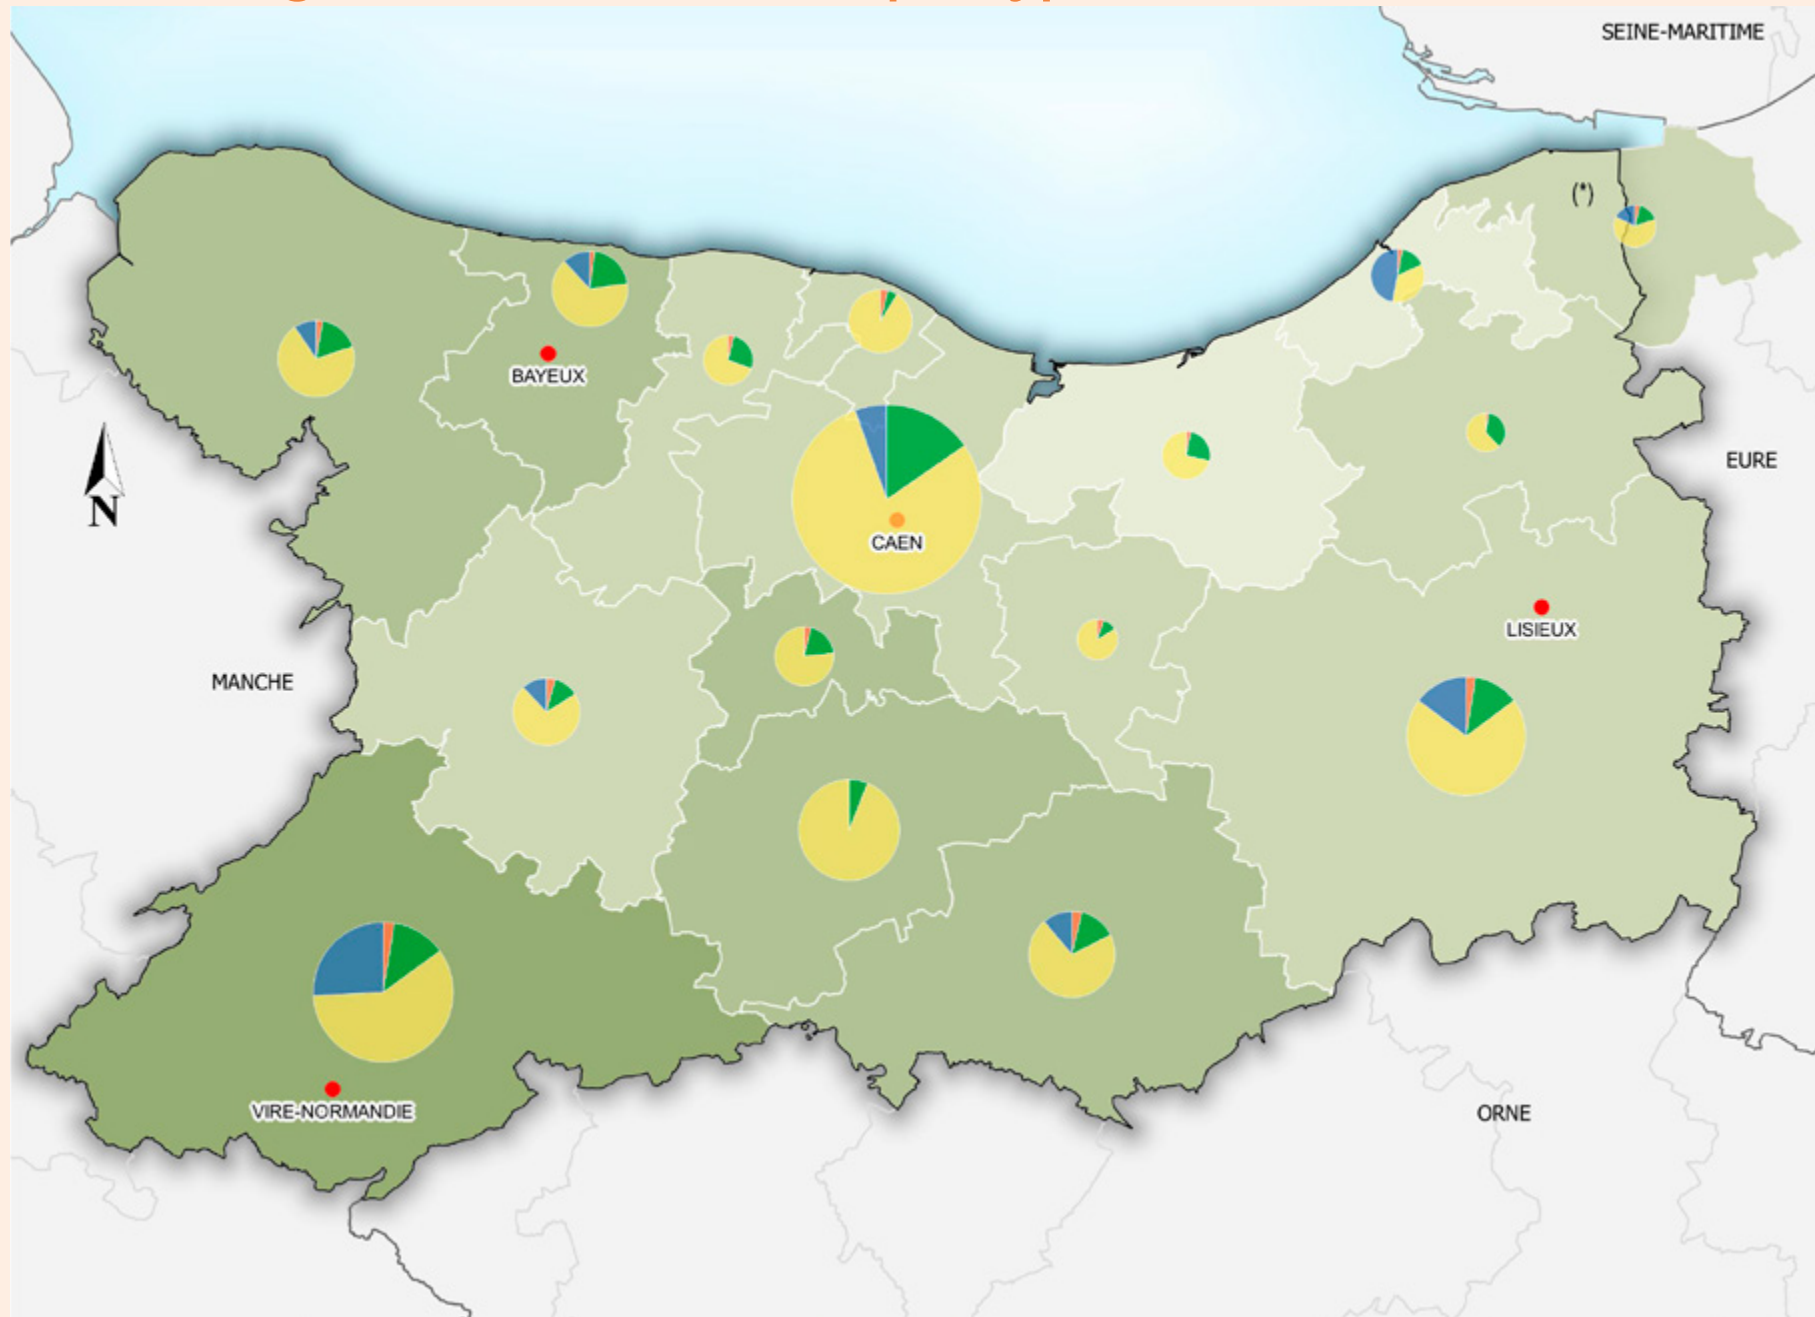 SEINE-MARITIME
(*)
BAYEUX
EURE
N
CAEN
LISIEUX
MANCHE
VIRE-NORMANDIE
ORNE